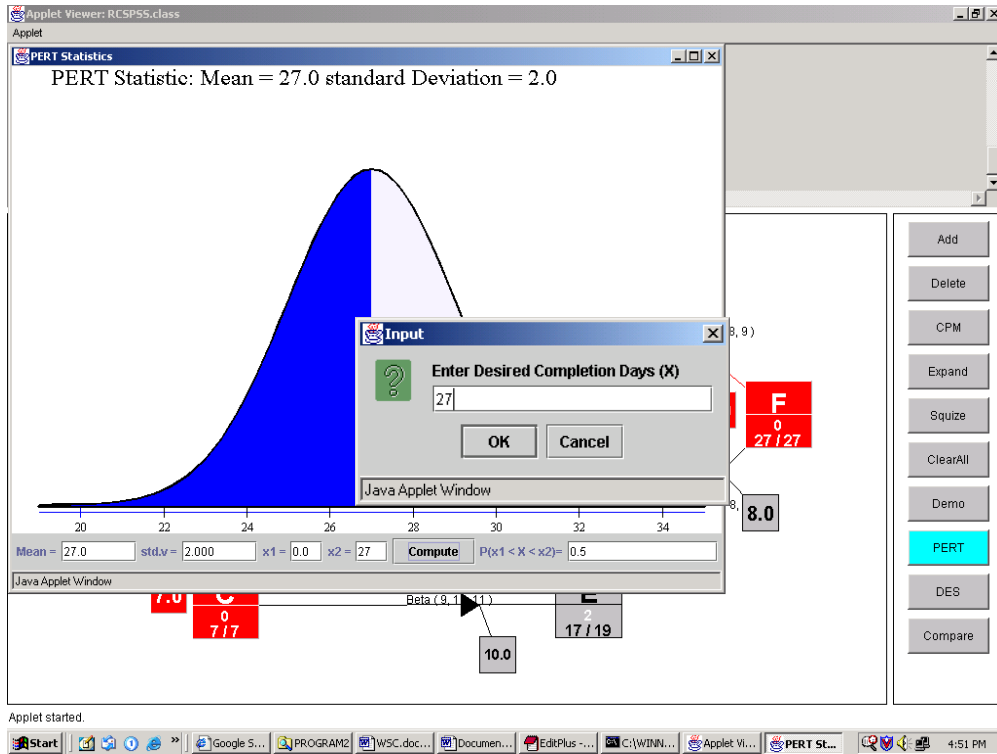 Applet Viewer: RCSPSS.class
Applet
PERT Statistics
PERT Statistic: Mean = 27.0 standard Deviation = 2.0
Input
Enter Desired Completion Days (X)
27
OK
Cancel
Java Applet Window
20 22 24 26 28 30 32 34
Mean = 27.0 std.v = 2.000 x1 = 0.0 x2 = 27 Compute P(x1 < X < x2)= 0.5
Java Applet Window
8, 9 )
F
0
27 / 27
8,
8.0
7.0
C
0
7 / 7
E
2
17 / 19
10.0
Add
Delete
CPM
Expand
Squize
ClearAll
Demo
PERT
DES
Compare
Applet started.
Start
»
Google S...
PROGRAM2
WSC.doc...
Documen...
EditPlus -...
C:\WINN...
Applet Vi...
PERT St...
4:51 PM